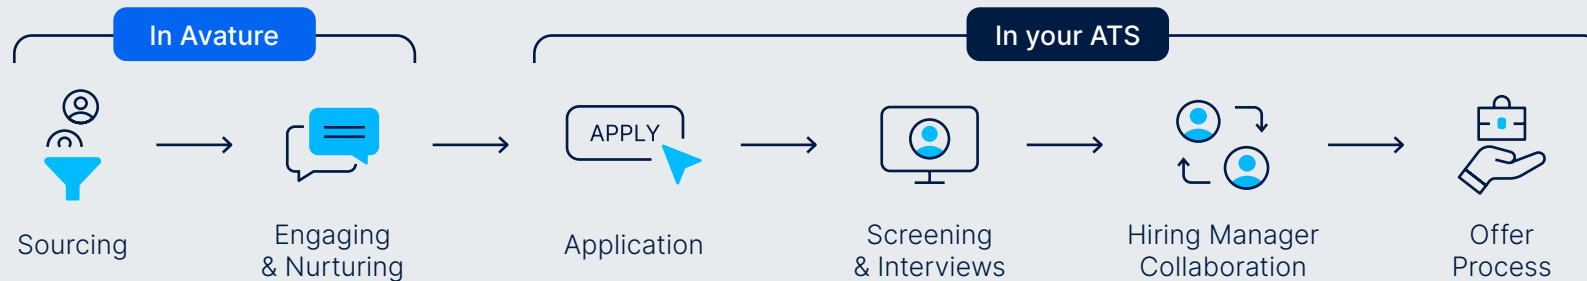 In Avature
In your ATS
APPLY
Sourcing
Engaging
& Nurturing
Application
Screening
& Interviews
Hiring Manager
Collaboration
Offer
Process